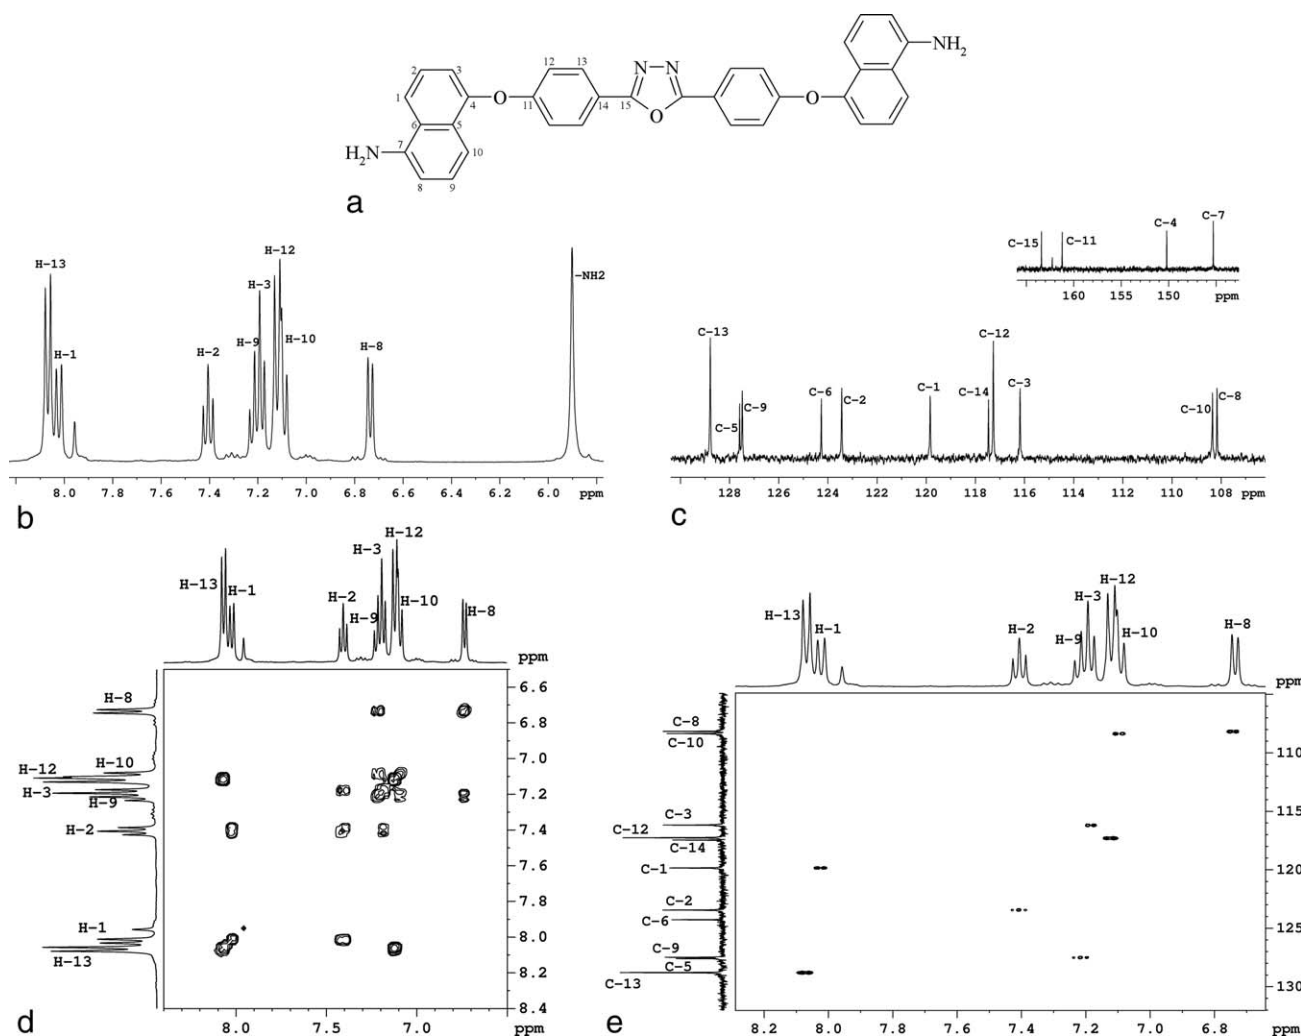 NH₂
12
13
N
N
2
3
1
O
4
11
14
15
O
O
6
5
7
10
H₂N
8
9
a
H-13
H-1
H-2
H-9
H-3
H-12
H-10
H-8
-NH2
8.0
7.8
7.6
7.4
7.2
7.0
6.8
6.6
6.4
6.2
6.0
ppm
b
C-15
C-11
C-4
C-7
160
155
150
ppm
C-13
C-5
C-9
C-6
C-2
C-1
C-14
C-12
C-3
C-10
C-8
128
126
124
122
120
118
116
114
112
110
108
ppm
c
H-13
H-1
H-2
H-9
H-3
H-12
H-10
H-8
ppm
H-8
H-10
H-12
H-3
H-9
H-2
H-1
H-13
6.6
6.8
7.0
7.2
7.4
7.6
7.8
8.0
8.2
8.4
8.0
7.5
7.0
ppm
d
H-13
H-1
H-2
H-9
H-3
H-12
H-10
H-8
ppm
C-8
C-10
C-3
C-12
C-14
C-1
C-2
C-6
C-9
C-5
C-13
110
115
120
125
130
8.2
8.0
7.8
7.6
7.4
7.2
7.0
6.8
ppm
e